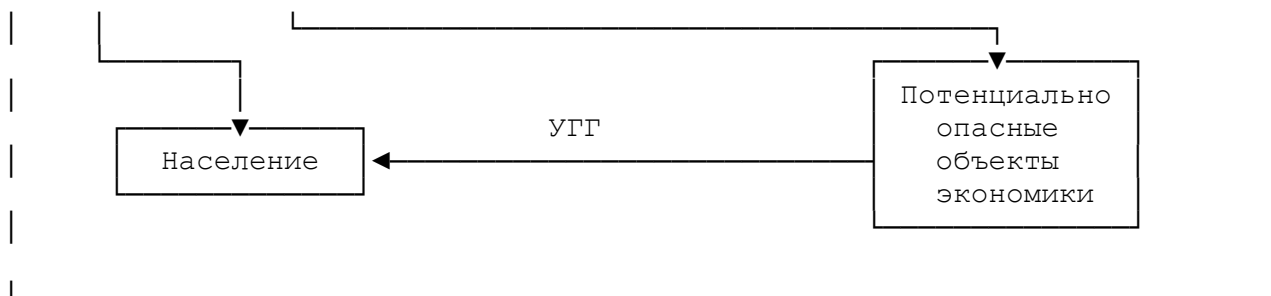 Потенциально
УГГ
опасные
Население
объекты
экономики